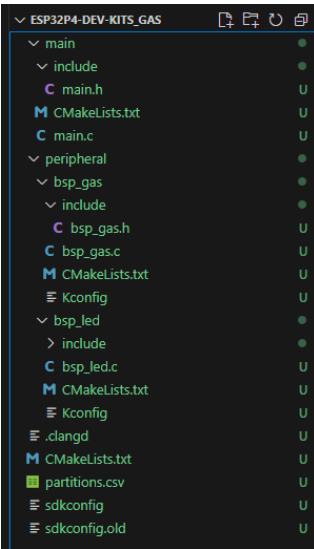 ESP32P4-DEV-KITS_GAS
main
include
C main.h U
M CMakeLists.txt U
C main.c U
peripheral
bsp_gas
include
C bsp_gas.h U
C bsp_gas.c U
M CMakeLists.txt U
Kconfig U
bsp_led
include
C bsp_led.c U
M CMakeLists.txt U
Kconfig U
.clangd U
M CMakeLists.txt U
partitions.csv U
sdkconfig U
sdkconfig.old U